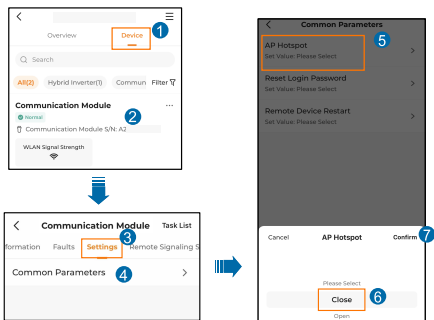 Overview
Device
1
Search
All(2)
Hybrid Inverter(1)
Commun
Filter
Communication Module
...
Normal
2
Communication Module S/N: A2
WLAN Signal Strength
Communication Module
Task List
3
formation
Faults
Settings
Remote Signaling S
Common Parameters
4
Common Parameters
5
AP Hotspot
Set Value: Please Select
Reset Login Password
Set Value: Please Select
Remote Device Restart
Set Value: Please Select
Cancel
AP Hotspot
Confirm
7
Please Select
Close
6
Open